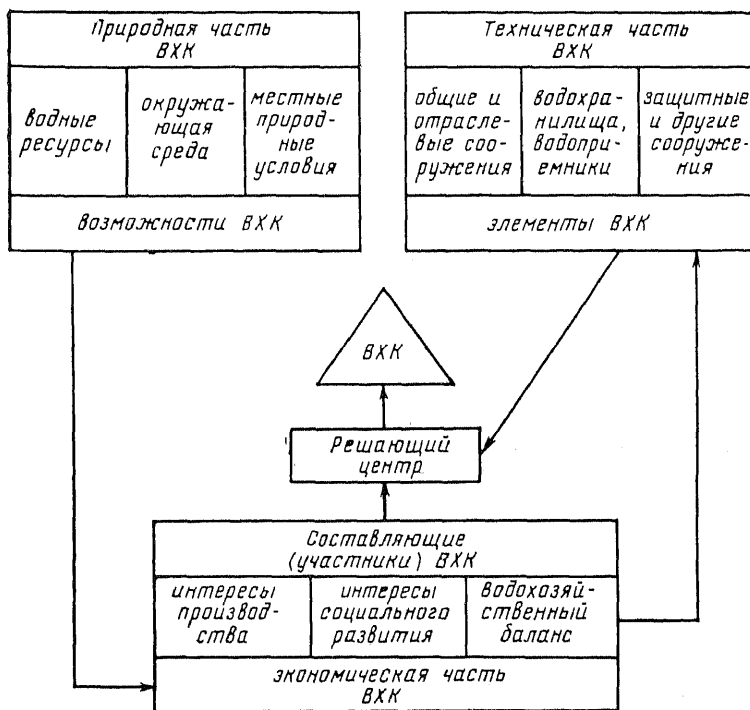 Природная часть
ВХК
водные
ресурсы
окружа-
ющая
среда
местные
природ-
ные
условия
возможности ВХК
Техническая часть
ВХК
общие и
отрасле-
вые соо-
ружения
водохра-
нилища,
водопри-
емники
защитные
и другие
сооруже-
ния
элементы ВХК
ВХК
Решающий
центр
Составляющие
(участники) ВХК
интересы
производ-
ства
интересы
социального
развития
Водохозяй-
ственный
баланс
экономическая часть
ВХК